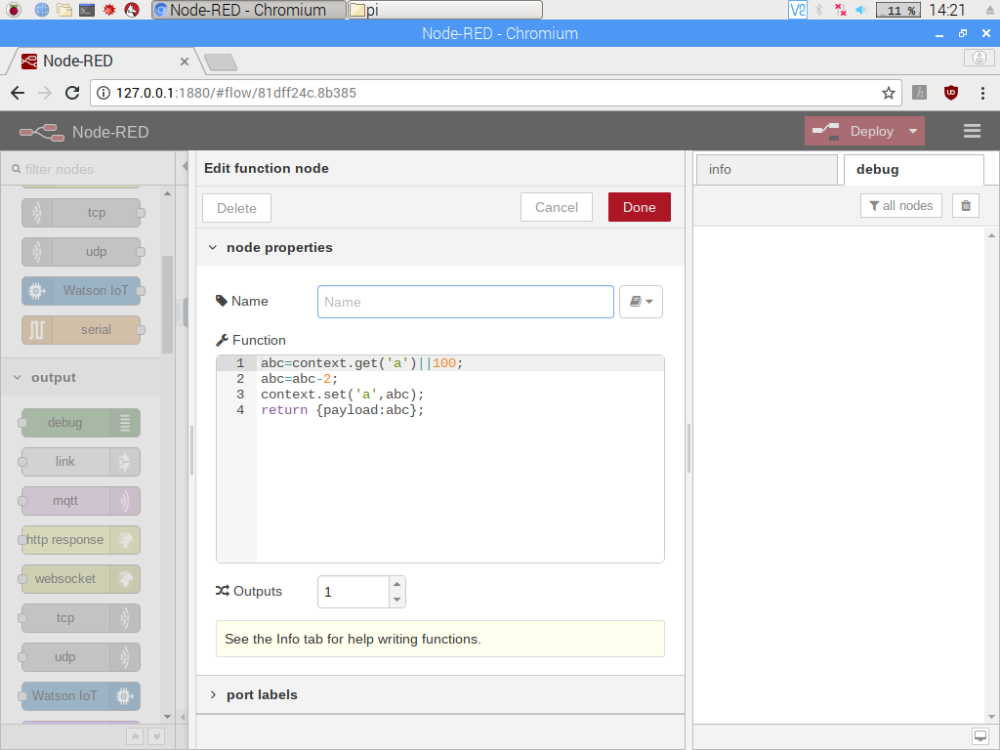 Node-RED - Chromium
pi
11 %
14:21
Node-RED - Chromium
Node-RED
127.0.0.1:1880/#flow/81dff24c.8b385
Node-RED
Deploy
filter nodes
tcp
udp
Watson IoT
serial
output
debug
link
mqtt
http response
websocket
tcp
udp
Watson IoT
Edit function node
Delete
Cancel
Done
node properties
Name
Name
Function
1 abc=context.get('a')||100;
2 abc=abc-2;
3 context.set('a',abc);
4 return {payload:abc};
Outputs
1
See the Info tab for help writing functions.
port labels
info
debug
all nodes